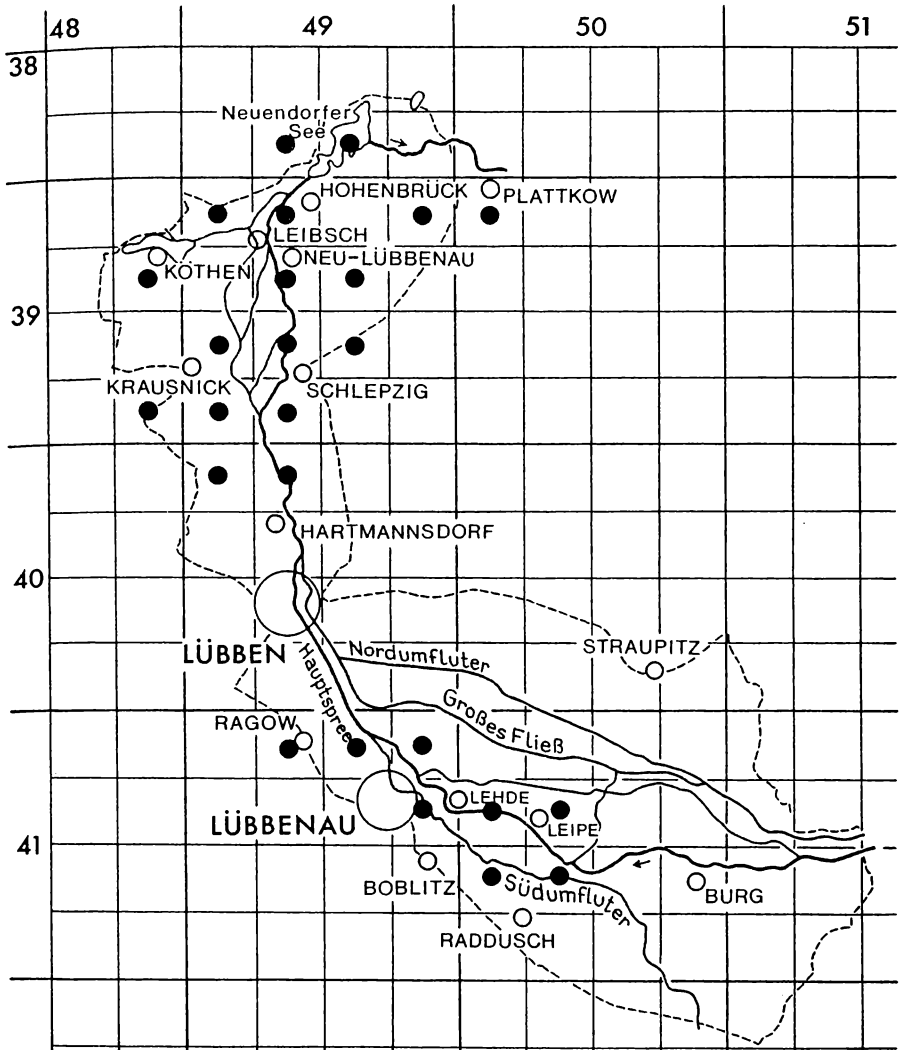 48 49 50 51
38
Neuendorfer
See
HOHENBRÜCK
PLATTKOW
LEIBSCH
NEU-LÜBBENAU
KÖTHEN
39
KRAUSNICK
SCHLEPZIG
HARTMANNSDORF
40
LÜBBEN
STRAUPITZ
Nordumfluter
Hauptspree
Großes Fließ
RAGOW
LEHDE
LÜBBENAU
LEIPE
41
BOBLITZ
Südumfluter
BURG
RADDUSCH